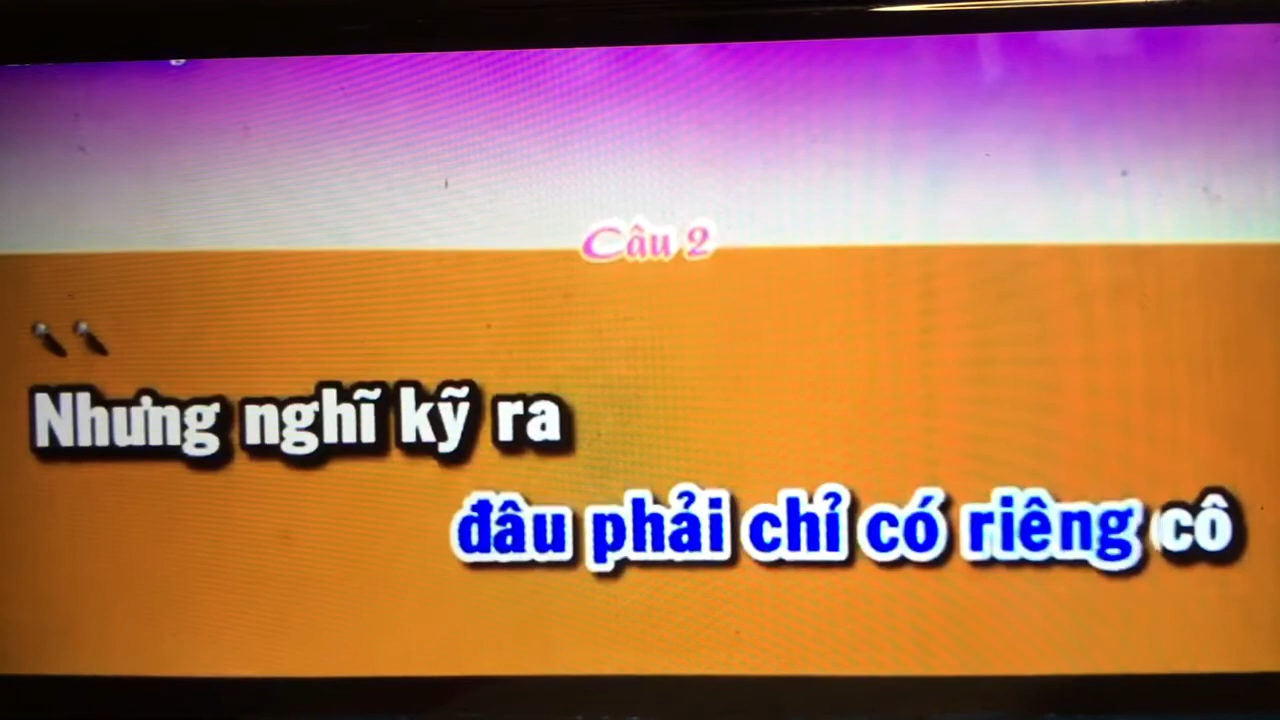 Câu 2
Nhưng nghĩ kỹ ra
đâu phải chỉ có riêng cô